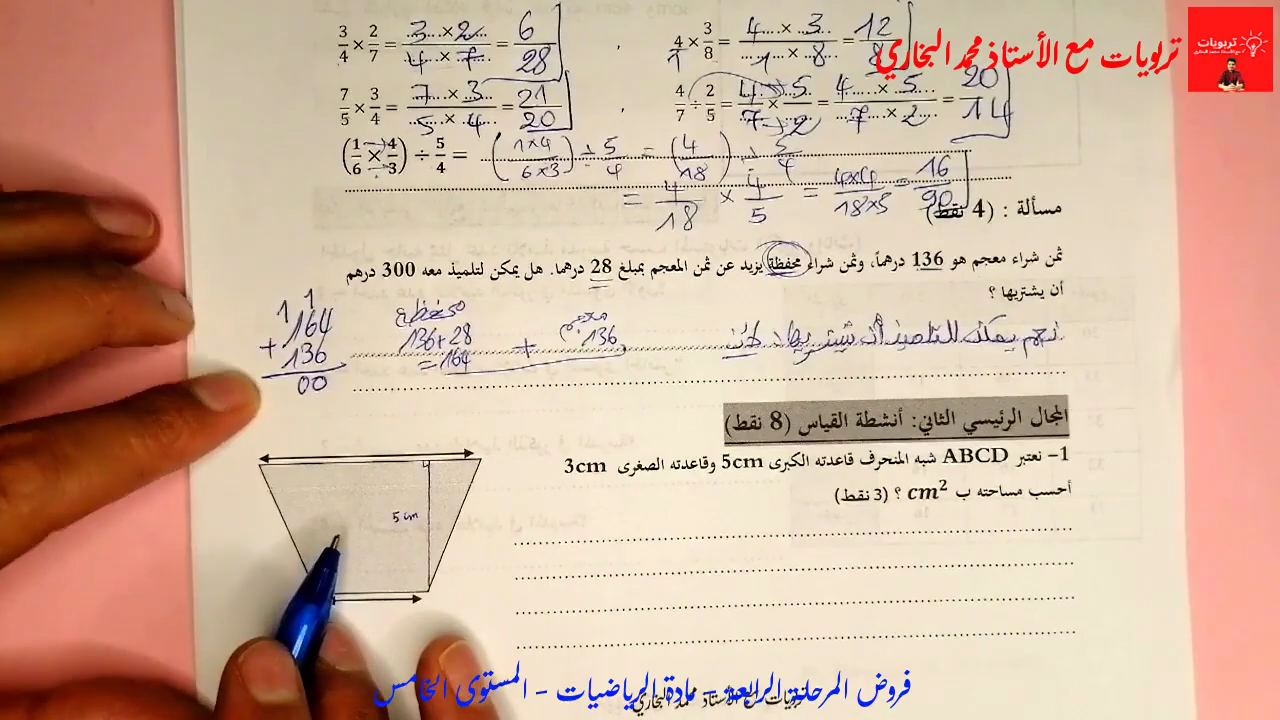 تربويات مع الأستاذ محمد البخاري
تربويات
3/4 × 2/7 = 3 × 2 / 4 × 7 = 6/28 , 4/1 × 3/8 = 4 × 3 / 1 × 8 = 12/8
7/5 × 3/4 = 7 × 3 / 5 × 4 = 21/20 , 4/7 ÷ 2/5 = 4/7 × 5/2 = 4 × 5 / 7 × 2 = 20/14
(1/6 × 4/3) ÷ 5/4 = (1×4 / 6×3) ÷ 5/4 = (4/18) ÷ 5/4
= 4/18 × 4/5 = 4×4 / 18×5 = 16/90
مسألة : (4 نقط)
ثمن شراء معجم هو 136 درهماً، وثمن شراء محفظة يزيد عن ثمن المعجم بمبلغ 28 درهما. هل يمكن لتلميذ معه 300 درهم
أن يشتريها ؟
نعم يمكن للتلميذ أن يشتريها لأن
معجم
136
+
محفظة
136+28
=164
1 1
164
+ 136
00
المجال الرئيسي الثاني: أنشطة القياس (8 نقط)
1– نعتبر ABCD شبه المنحرف قاعدته الكبرى 5cm وقاعدته الصغرى 3cm
أحسب مساحته ب cm² ؟ (3 نقط)
5 cm
فروض المرحلة الرابعة - مادة الرياضيات - المستوى الخامس